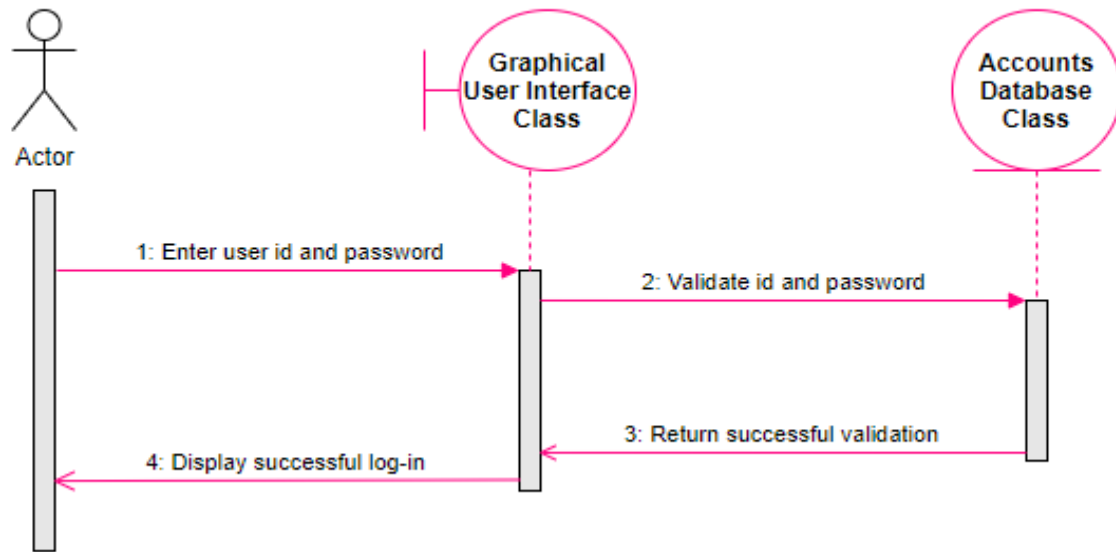 Graphical
User Interface
Class
Accounts
Database
Class
Actor
1: Enter user id and password
2: Validate id and password
3: Return successful validation
4: Display successful log-in